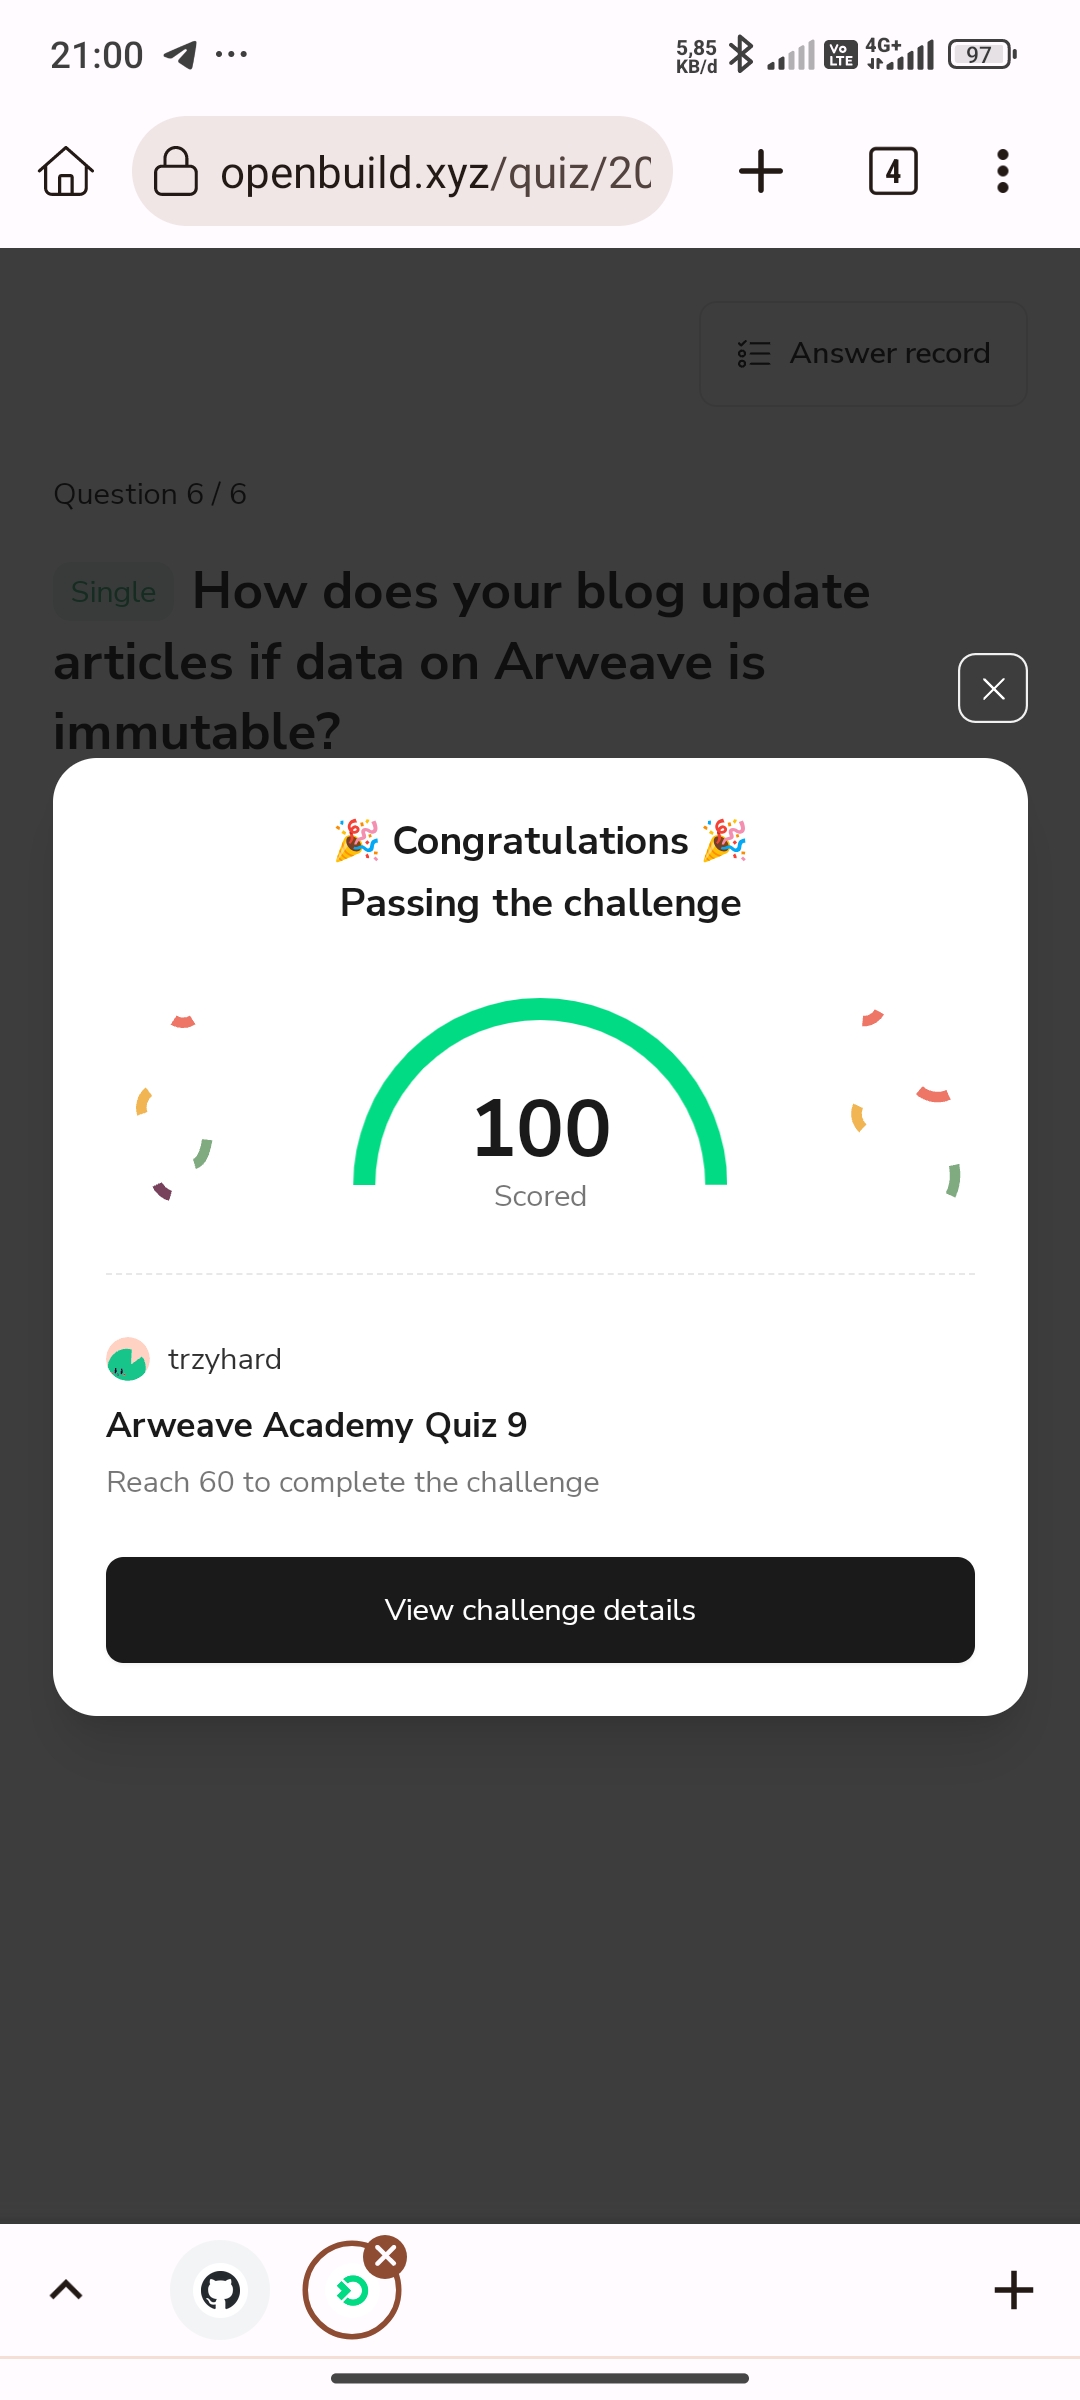 21:00
5,85
KB/d
Vo
LTE
4G+
97
openbuild.xyz/quiz/20
4
Answer record
Question 6 / 6
Single How does your blog update
articles if data on Arweave is
immutable?
🎉 Congratulations 🎉
Passing the challenge
100
Scored
trzyhard
Arweave Academy Quiz 9
Reach 60 to complete the challenge
View challenge details